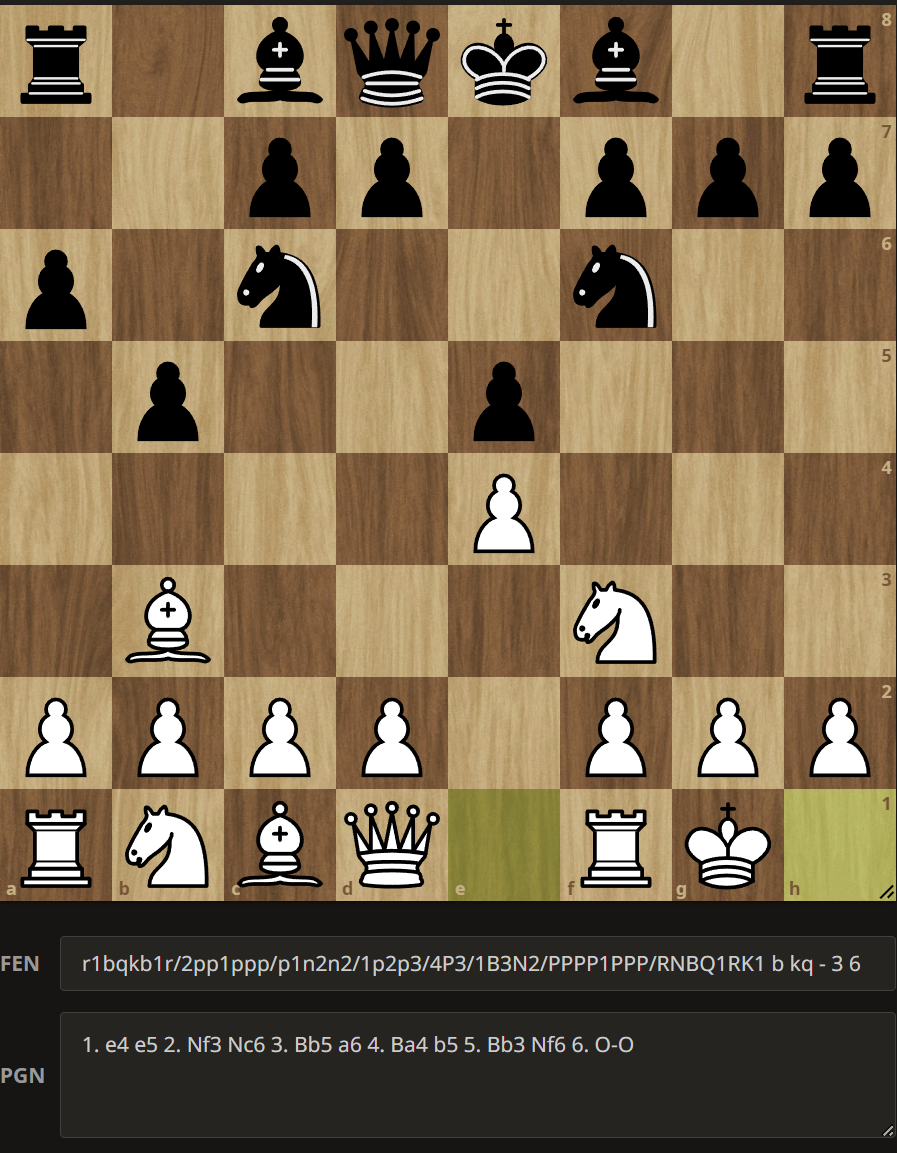 8
7
6
5
4
3
2
1
a b c d e f g h
FEN r1bqkb1r/2pp1ppp/p1n2n2/1p2p3/4P3/1B3N2/PPPP1PPP/RNBQ1RK1 b kq - 3 6
1. e4 e5 2. Nf3 Nc6 3. Bb5 a6 4. Ba4 b5 5. Bb3 Nf6 6. O-O
PGN